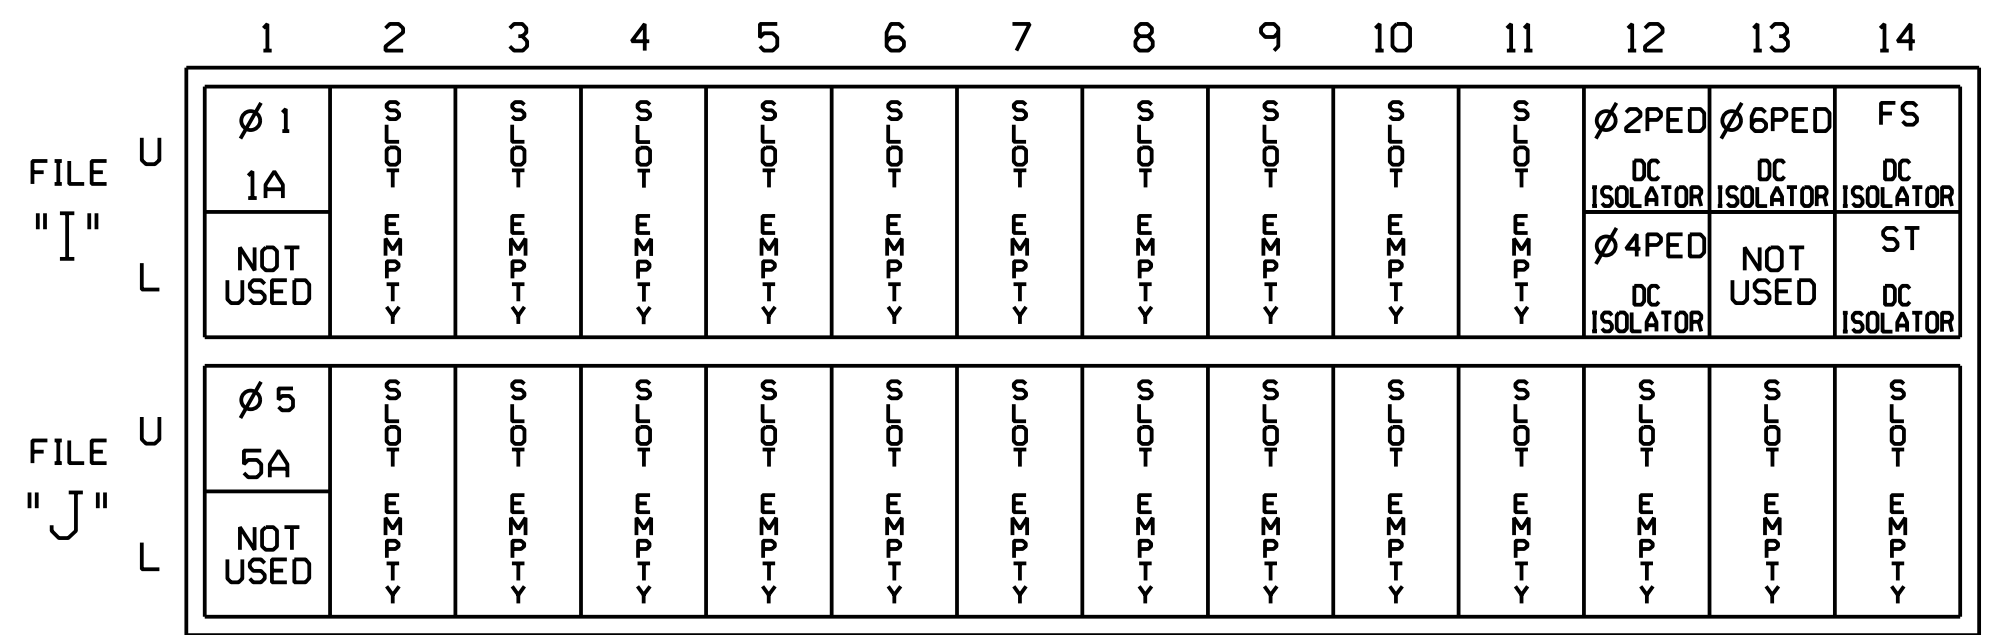 1 2 3 4 5 6 7 8 9 10 11 12 13 14
FILE "I"
U
L
Ø 1
1A
NOT USED
SLOT EMPTY
SLOT EMPTY
SLOT EMPTY
SLOT EMPTY
SLOT EMPTY
SLOT EMPTY
SLOT EMPTY
SLOT EMPTY
SLOT EMPTY
SLOT EMPTY
Ø2PED
DC
ISOLATOR
Ø4PED
DC
ISOLATOR
Ø6PED
DC
ISOLATOR
NOT
USED
FS
DC
ISOLATOR
ST
DC
ISOLATOR
FILE "J"
U
L
Ø 5
5A
NOT USED
SLOT EMPTY
SLOT EMPTY
SLOT EMPTY
SLOT EMPTY
SLOT EMPTY
SLOT EMPTY
SLOT EMPTY
SLOT EMPTY
SLOT EMPTY
SLOT EMPTY
SLOT EMPTY
SLOT EMPTY
SLOT EMPTY